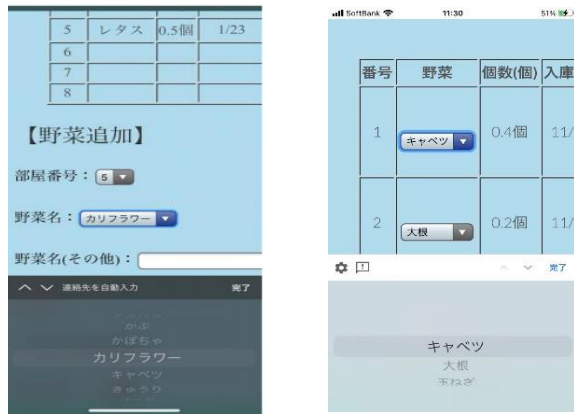 5 レタス 0.5個 1/23
6
7
8
【野菜追加】
部屋番号： 5
野菜名： カリフラワー
野菜名(その他)：
連絡先を自動入力 完了
かぶ
かぼちゃ
カリフラワー
キャベツ
きゅうり
SoftBank 11:30 51%
番号 野菜 個数(個) 入庫
1 キャベツ 0.4個 11/
2 大根 0.2個 11/
完了
キャベツ
大根
玉ねぎ